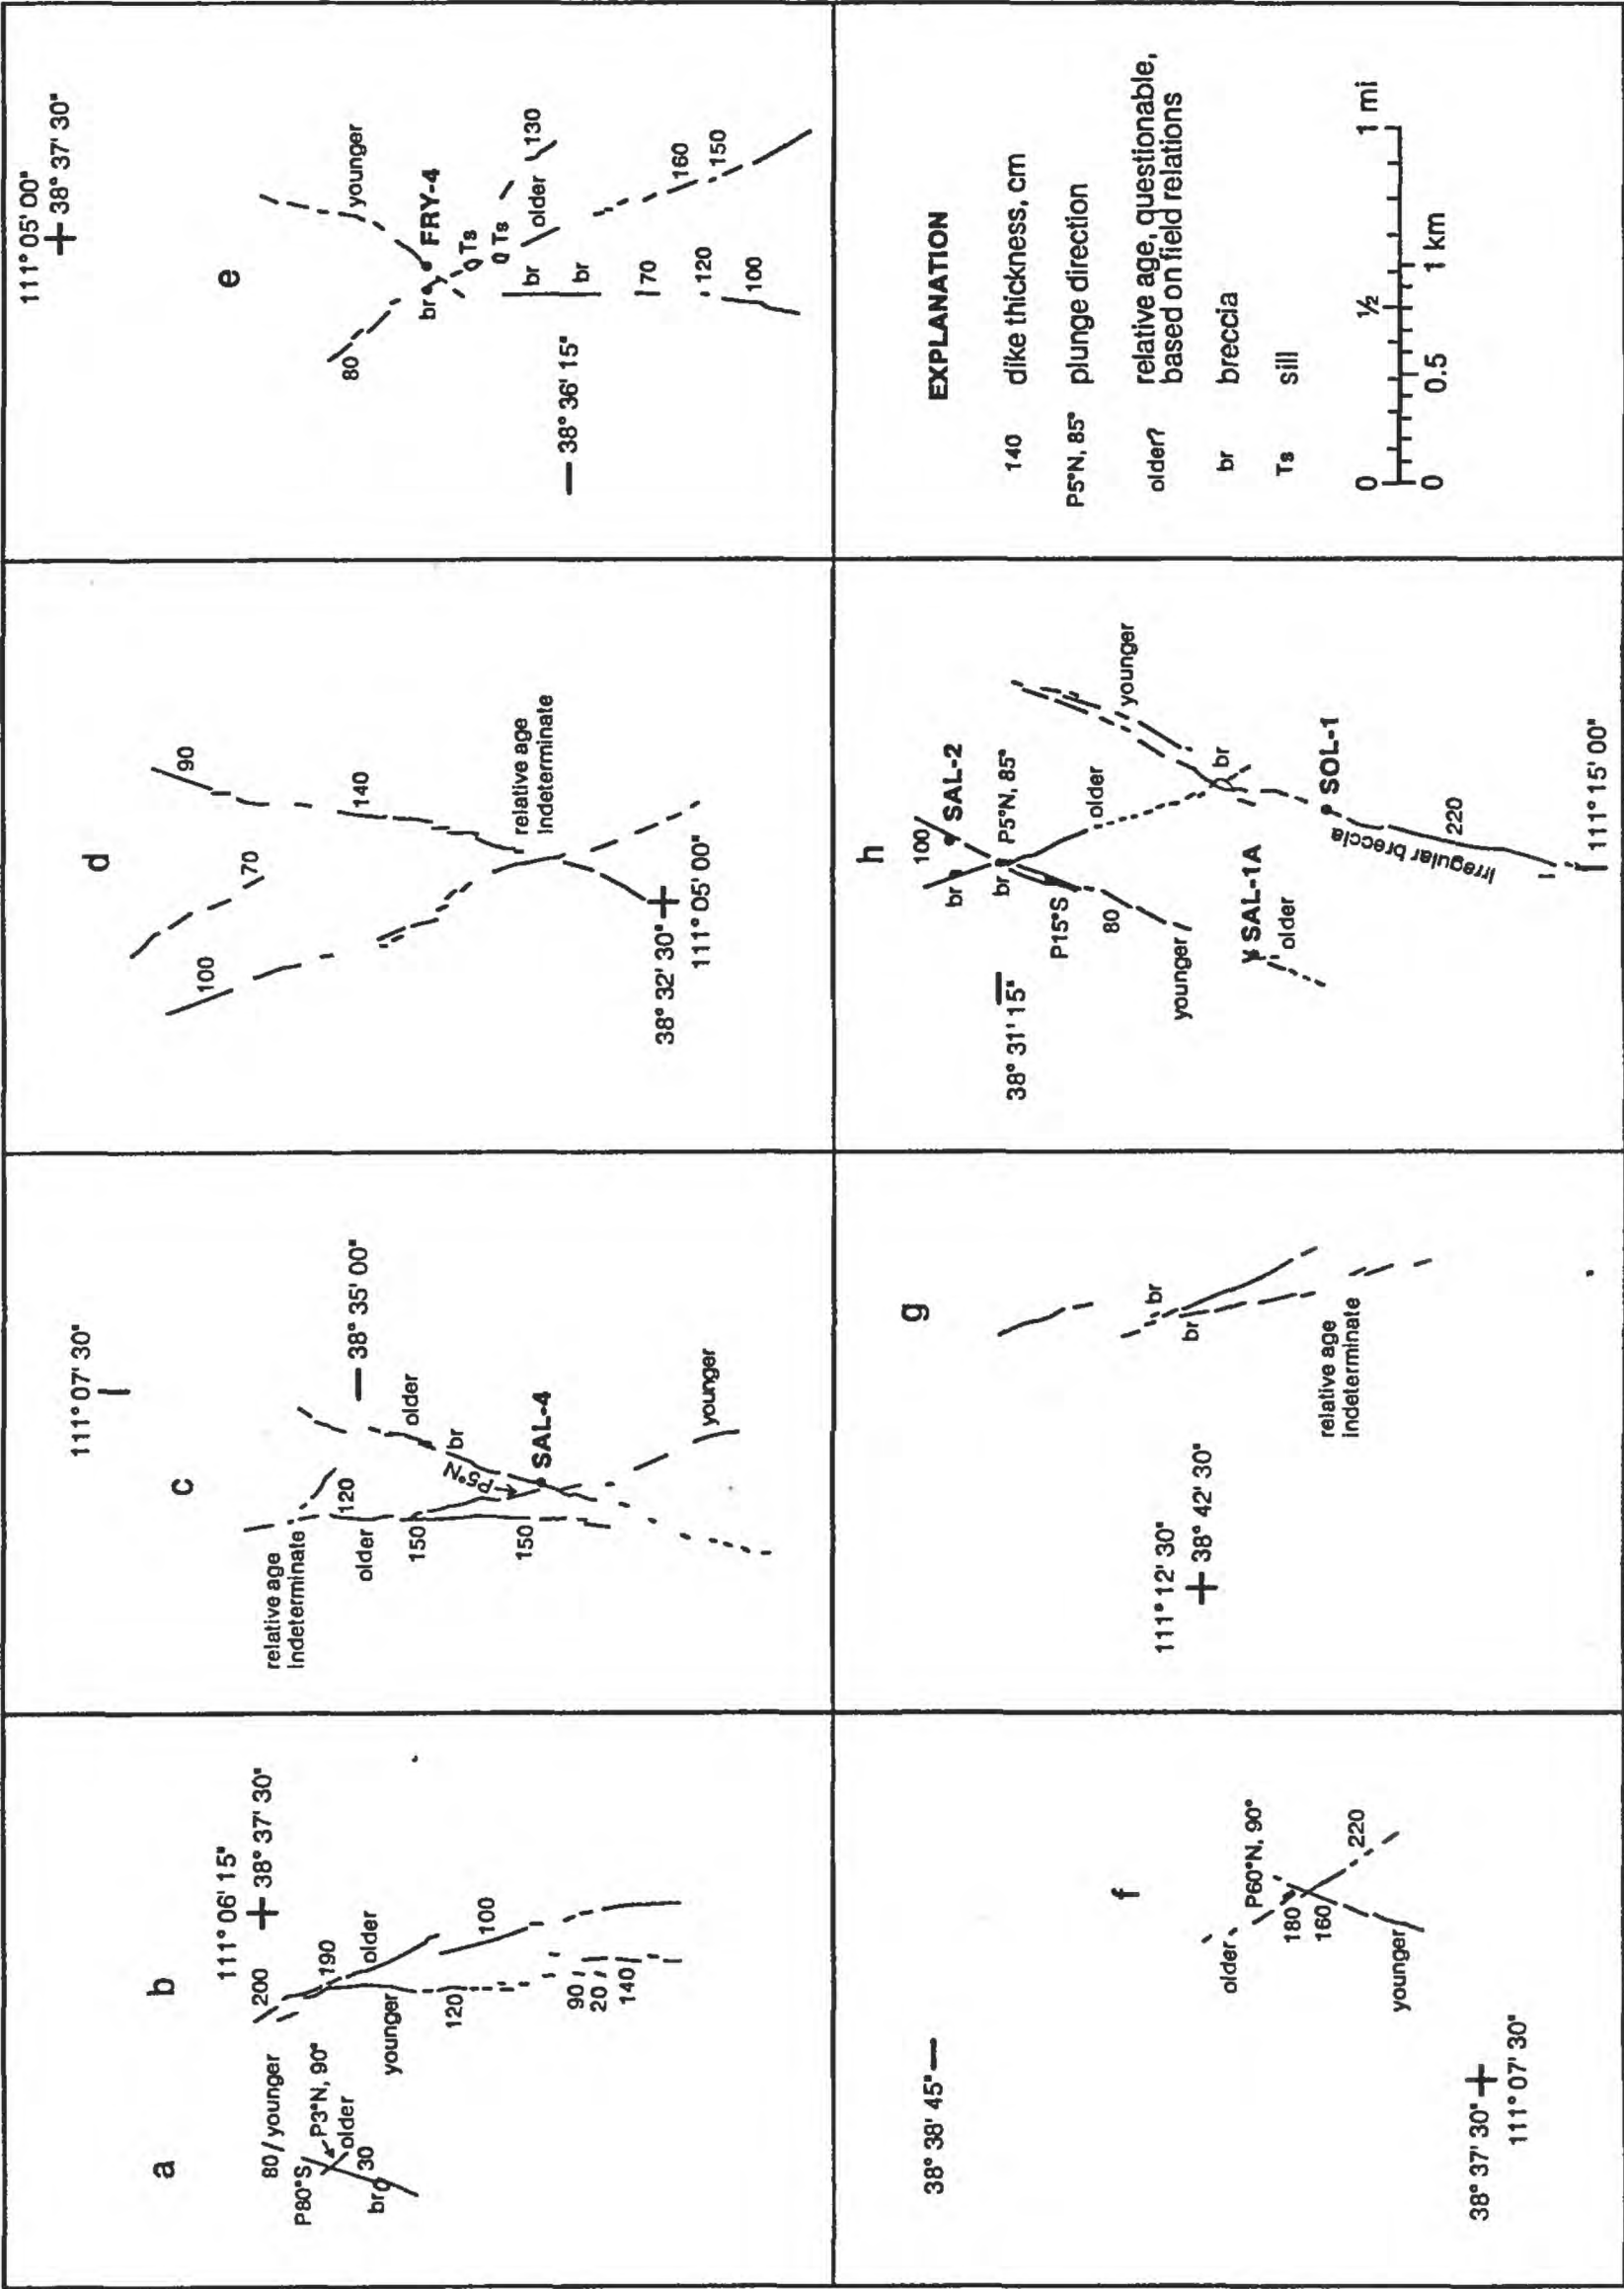 a
80 / younger
P80°S
P3°N, 90°
older
30
br
b
111° 06' 15"
38° 37' 30"
200
190
older
younger
100
120
90
20
140
c
111° 07' 30"
38° 35' 00"
relative age
Indeterminate
120
older
older
150
br
P5°N
150
SAL-4
younger
d
90
70
100
140
relative age
Indeterminate
38° 32' 30"
111° 05' 00"
e
111° 05' 00"
38° 37' 30"
younger
80
FRY-4
br
Ts
Ts
older
130
br
br
38° 36' 15"
70
160
120
150
100
f
38° 38' 45"
older
P60°N, 90°
180
160
220
younger
38° 37' 30"
111° 07' 30"
g
111° 12' 30"
38° 42' 30"
br
br
relative age
Indeterminate
h
100
SAL-2
br
br
P5°N, 85°
38° 31' 15"
P15°S
80
older
younger
younger
br
SAL-1A
older
SOL-1
Irregular breccia
220
111° 15' 00"
EXPLANATION
140 dike thickness, cm
P5°N, 85° plunge direction
older? relative age, questionable,
based on field relations
br breccia
Ts sill
0 ½ 1 mi
0 0.5 1 km